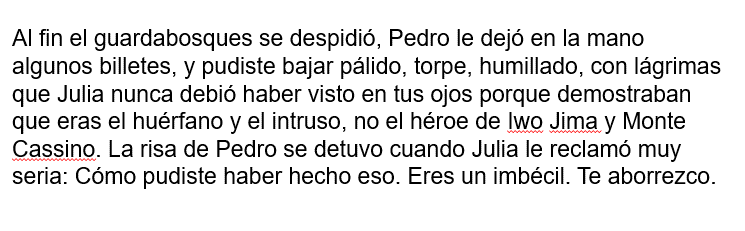 Al fin el guardabosques se despidió, Pedro le dejó en la mano
algunos billetes, y pudiste bajar pálido, torpe, humillado, con lágrimas
que Julia nunca debió haber visto en tus ojos porque demostraban
que eras el huérfano y el intruso, no el héroe de Iwo Jima y Monte
Cassino. La risa de Pedro se detuvo cuando Julia le reclamó muy
seria: Cómo pudiste haber hecho eso. Eres un imbécil. Te aborrezco.